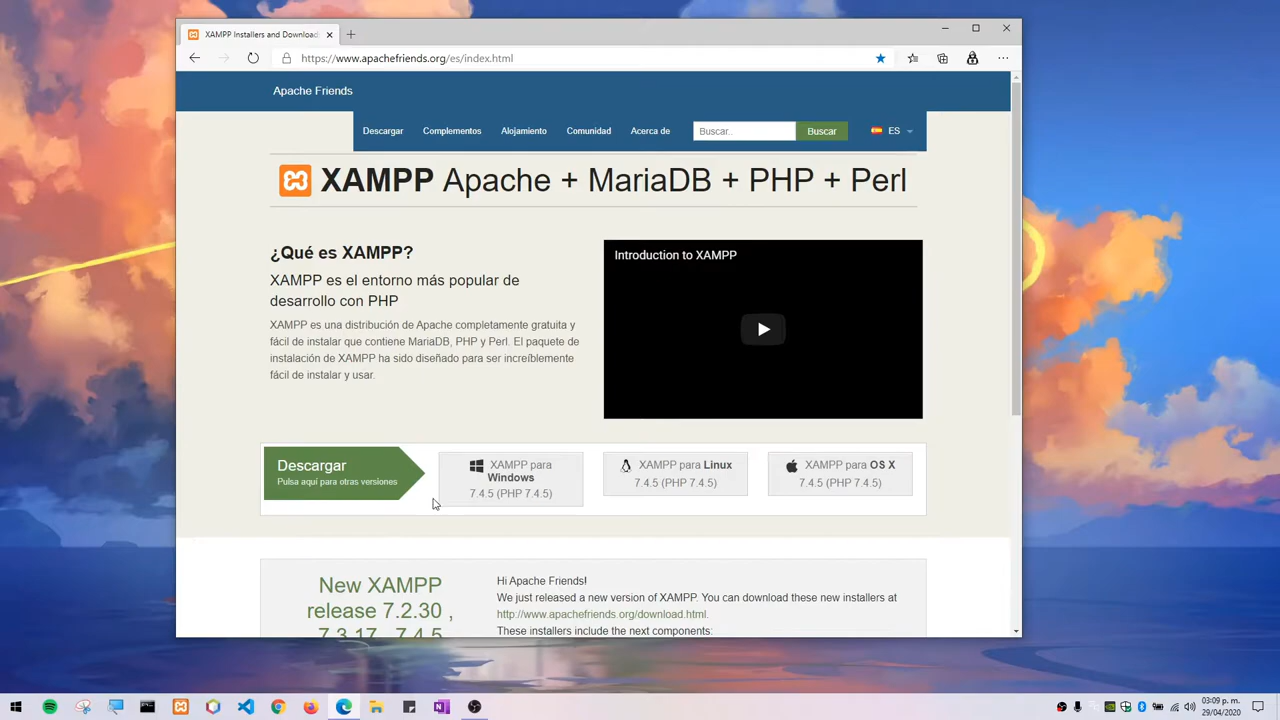 XAMPP Installers and Download
https://www.apachefriends.org/es/index.html
Apache Friends
Descargar
Complementos
Alojamiento
Comunidad
Acerca de
Buscar..
Buscar
ES
XAMPP Apache + MariaDB + PHP + Perl
¿Qué es XAMPP?
XAMPP es el entorno más popular de
desarrollo con PHP
XAMPP es una distribución de Apache completamente gratuita y
fácil de instalar que contiene MariaDB, PHP y Perl. El paquete de
instalación de XAMPP ha sido diseñado para ser increíblemente
fácil de instalar y usar.
Introduction to XAMPP
Descargar
Pulsa aquí para otras versiones
XAMPP para
Windows
7.4.5 (PHP 7.4.5)
XAMPP para Linux
7.4.5 (PHP 7.4.5)
XAMPP para OS X
7.4.5 (PHP 7.4.5)
New XAMPP
release 7.2.30 ,
7.3.17 , 7.4.5
Hi Apache Friends!
We just released a new version of XAMPP. You can download these new installers at
http://www.apachefriends.org/download.html.
These installers include the next components:
03:09 p. m.
29/04/2020